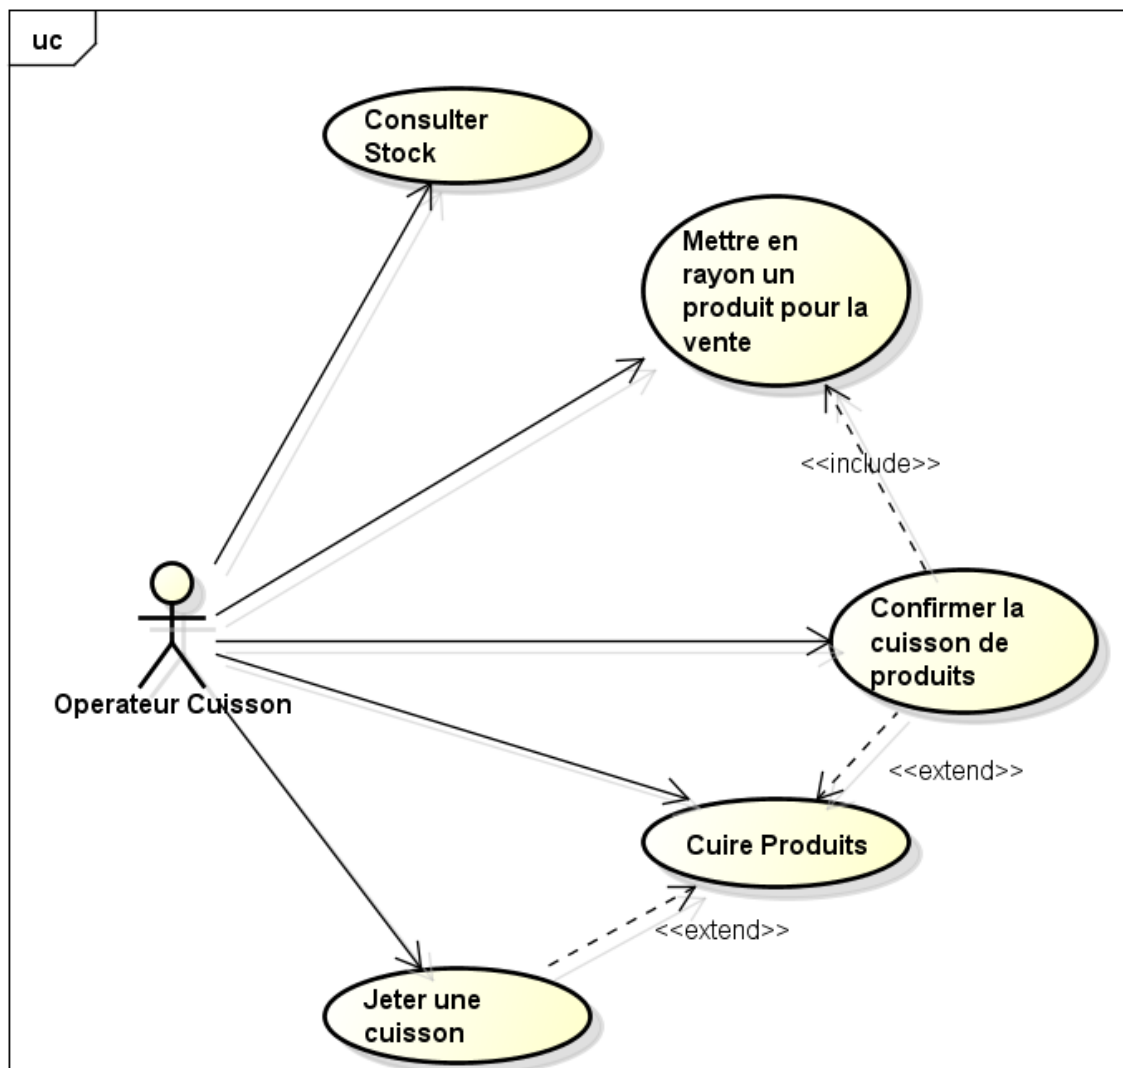 uc
Consulter
Stock
Mettre en
rayon un
produit pour la
vente
<<include>>
Confirmer la
cuisson de
produits
Operateur Cuisson
<<extend>>
Cuire Produits
<<extend>>
Jeter une
cuisson